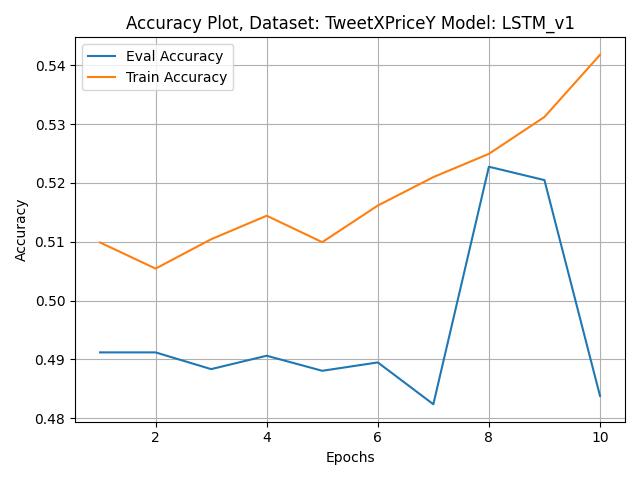 Accuracy Plot, Dataset: TweetXPriceY Model: LSTM_v1
Eval Accuracy
Train Accuracy
0.54
0.53
0.52
0.51
0.50
0.49
0.48
Accuracy
2 4 6 8 10
Epochs